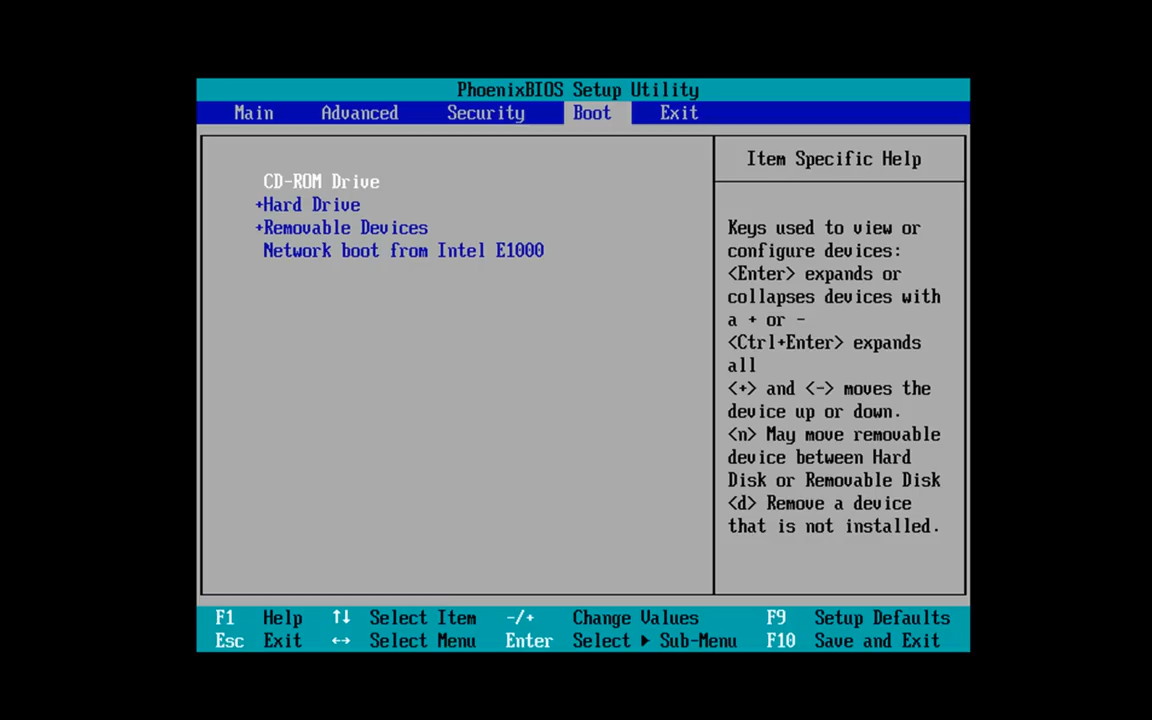 PhoenixBIOS Setup Utility
Main Advanced Security Boot Exit
CD-ROM Drive
+Hard Drive
+Removable Devices
Network boot from Intel E1000
Item Specific Help
Keys used to view or
configure devices:
<Enter> expands or
collapses devices with
a + or -
<Ctrl+Enter> expands
all
<+> and <-> moves the
device up or down.
<n> May move removable
device between Hard
Disk or Removable Disk
<d> Remove a device
that is not installed.
F1 Help ↑↓ Select Item -/+ Change Values F9 Setup Defaults
Esc Exit ↔ Select Menu Enter Select ▶ Sub-Menu F10 Save and Exit